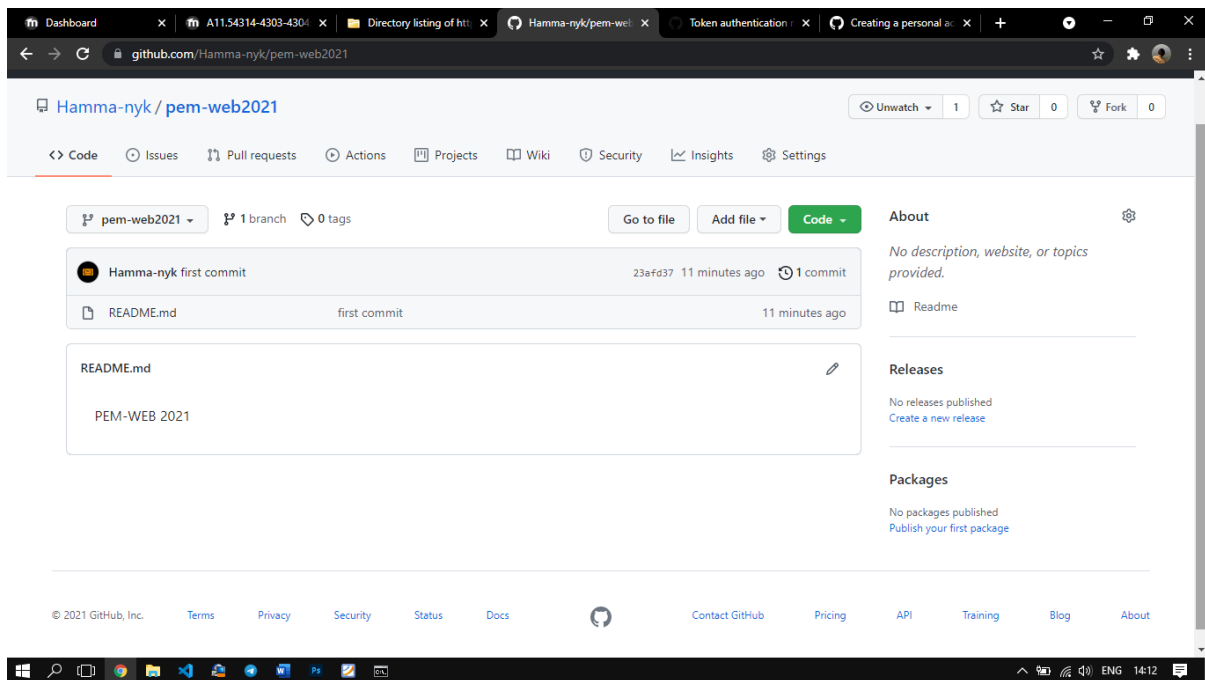 Dashboard A11.54314-4303-4304 Directory listing of htt Hamma-nyk/pem-web Token authentication r Creating a personal ac
github.com/Hamma-nyk/pem-web2021
Hamma-nyk / pem-web2021 Unwatch 1 Star 0 Fork 0
<> Code Issues Pull requests Actions Projects Wiki Security Insights Settings
pem-web2021 1 branch 0 tags Go to file Add file Code About
No description, website, or topics
provided.
Hamma-nyk first commit 23afd37 11 minutes ago 1 commit
README.md first commit 11 minutes ago
Readme
README.md
PEM-WEB 2021
Releases
No releases published
Create a new release
Packages
No packages published
Publish your first package
© 2021 GitHub, Inc. Terms Privacy Security Status Docs Contact GitHub Pricing API Training Blog About
ENG 14:12